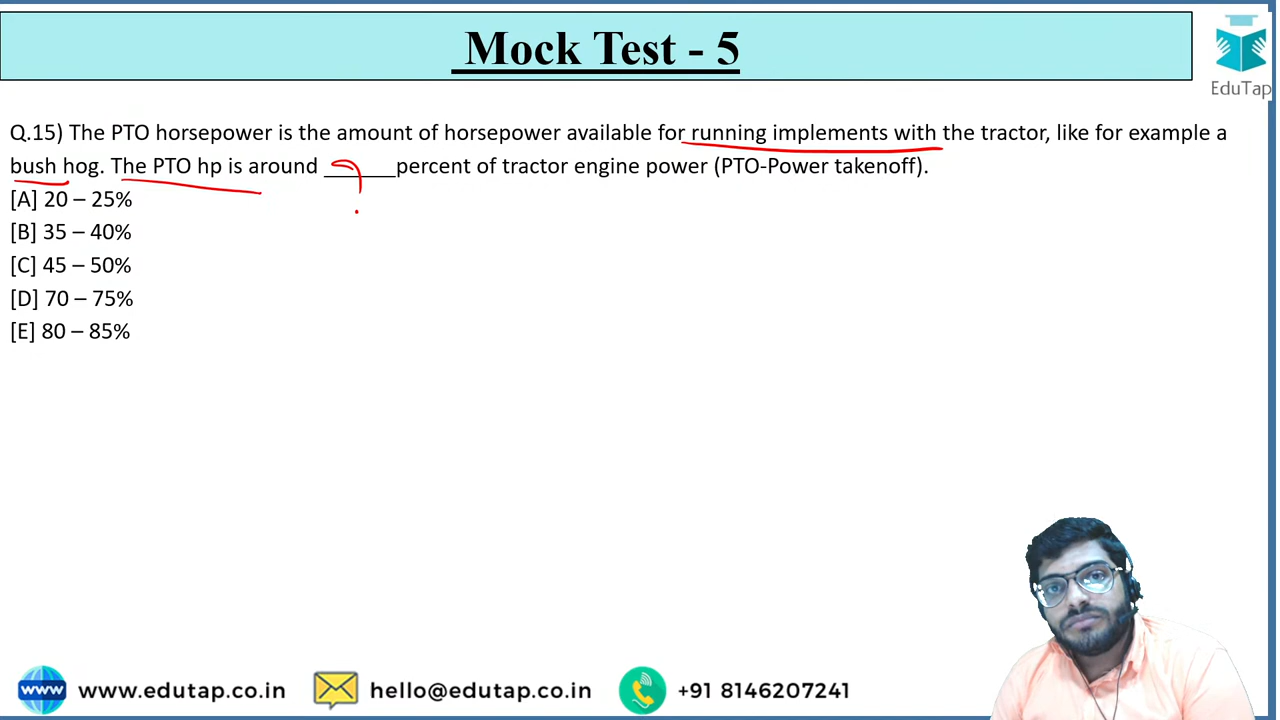 Mock Test - 5
EduTap
Q.15) The PTO horsepower is the amount of horsepower available for running implements with the tractor, like for example a
bush hog. The PTO hp is around ______percent of tractor engine power (PTO-Power takenoff).
?
[A] 20 – 25%
[B] 35 – 40%
[C] 45 – 50%
[D] 70 – 75%
[E] 80 – 85%
www www.edutap.co.in hello@edutap.co.in +91 8146207241